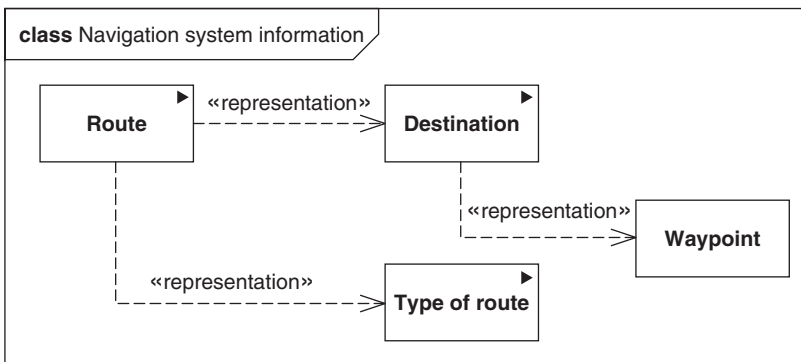 class Navigation system information
Route
«representation»
Destination
«representation»
Waypoint
«representation»
Type of route